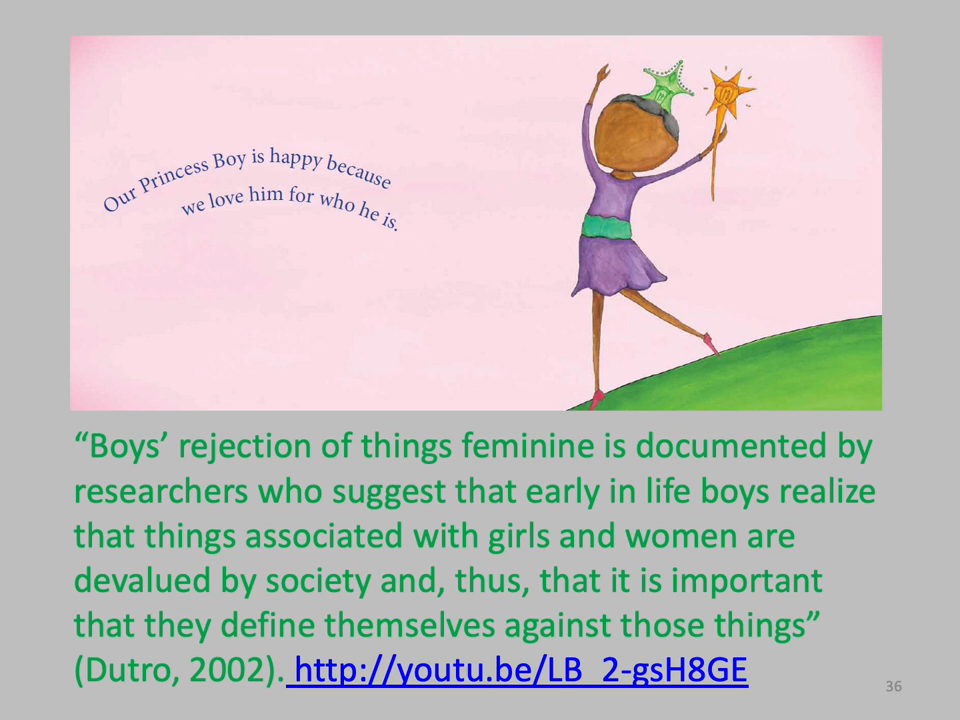 Our Princess Boy is happy because
we love him for who he is.
“Boys’ rejection of things feminine is documented by
researchers who suggest that early in life boys realize
that things associated with girls and women are
devalued by society and, thus, that it is important
that they define themselves against those things”
(Dutro, 2002). http://youtu.be/LB_2-gsH8GE
36